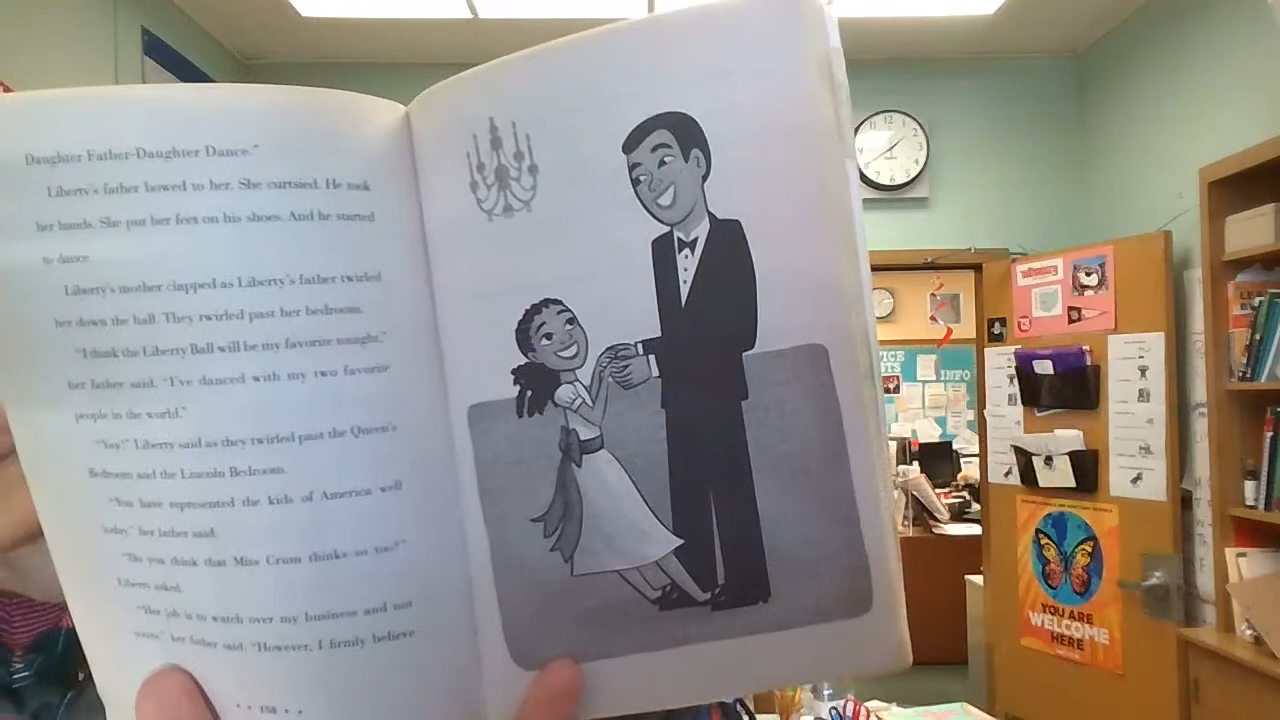 Daughter Father-Daughter Dance."
Liberty's father bowed to her. She curtsied. He took
her hands. She put her feet on his shoes. And he started
to dance.
Liberty's mother clapped as Liberty's father twirled
her down the hall. They twirled past her bedroom.
"I think the Liberty Ball will be my favorite tonight,"
her father said. "I've danced with my two favorite
people in the world."
"Yay!" Liberty said as they twirled past the Queen's
Bedroom and the Lincoln Bedroom.
"You have represented the kids of America well
today," her father said.
"Do you think that Miss Crum thinks so too?"
Liberty asked.
"Her job is to watch over my business and not
yours," her father said. "However, I firmly believe
158
INFO
YOU ARE
WELCOME
HERE